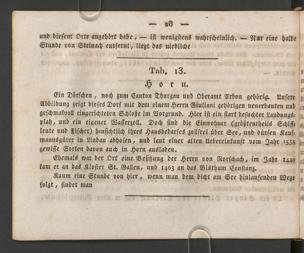 — 28 —
und diesem Orte angehört habe, — ist wenigstens wahrscheinlich. — Nur eine halbe
Stunde von Steinach entfernt, liegt das niedliche
Tab. 13.
Horn.
Ein Dörfchen, noch zum Canton Thurgau und Oberamt Arbon gehörig. Unsere
Abbildung zeigt dieses Dorf mit dem einem Herrn Giuliani gehörigen neuerbauten und
geschmackvoll eingerichteten Schlosse im Vorgrund. Hier ist ein stark besuchter Landungs-
platz, und ein eigener Wasserzoll. Doch sind die Einwohner (größtentheils Schiff-
leute und Fischer) hinsichtlich ihres Hausbedarfes zollfrei über See, und dürfen Kauf-
mannsgüter in Lindau abholen, und laut einer alten Uebereinkunft vom Jahr 1558
gewisse Sorten davon auch in Horn ausladen.
Ehemals war der Ort eine Besitzung der Herren von Rorschach, im Jahr 1449
kam er an das Kloster St. Gallen, und 1463 an das Bisthum Constanz.
Kaum eine Stunde von hier, wenn man dem dicht am See hinlaufenden Wege
folgt, findet man